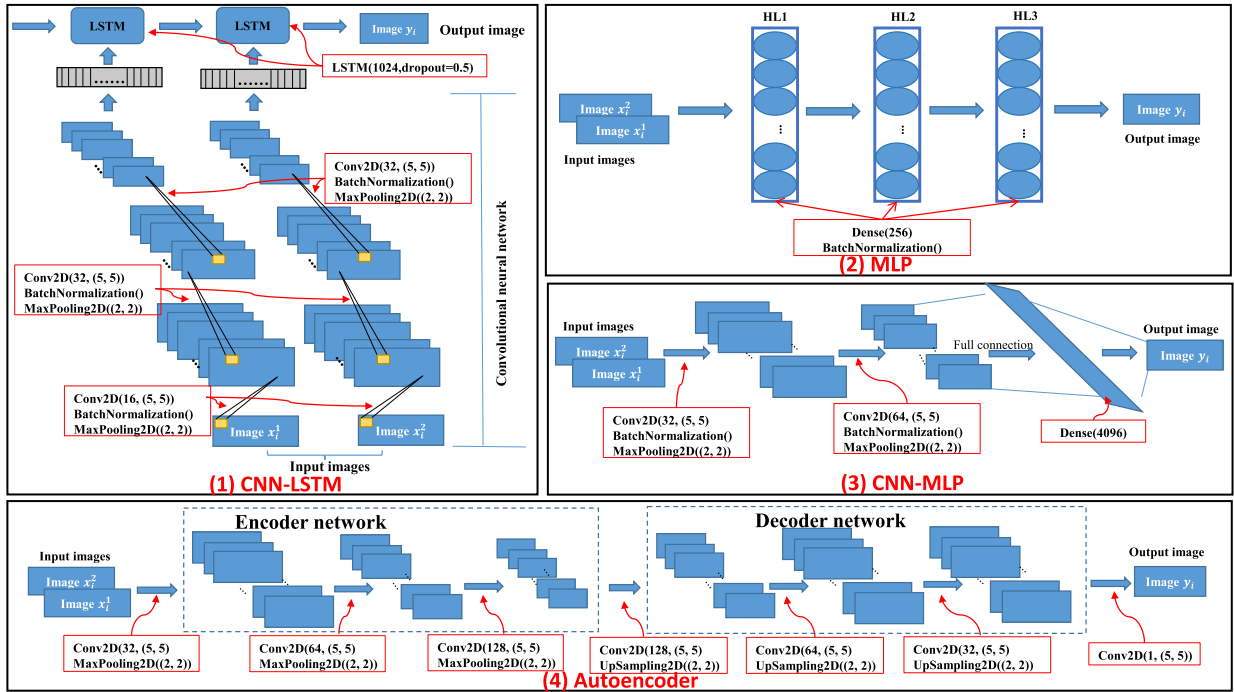 LSTM
LSTM
Image y_i
Output image
LSTM(1024,dropout=0.5)
......
......
Conv2D(32, (5, 5))
BatchNormalization()
MaxPooling2D((2, 2))
Conv2D(32, (5, 5))
BatchNormalization()
MaxPooling2D((2, 2))
Conv2D(16, (5, 5))
BatchNormalization()
MaxPooling2D((2, 2))
Convolutional neural network
Image x_i^1
Image x_i^2
Input images
(1) CNN-LSTM
HL1
HL2
HL3
Image x_i^2
Image x_i^1
Input images
...
...
...
Image y_i
Output image
Dense(256)
BatchNormalization()
(2) MLP
Input images
Image x_i^2
Image x_i^1
Conv2D(32, (5, 5)
BatchNormalization()
MaxPooling2D((2, 2))
Conv2D(64, (5, 5)
BatchNormalization()
MaxPooling2D((2, 2))
Full connection
Dense(4096)
Output image
Image y_i
(3) CNN-MLP
Encoder network
Decoder network
Input images
Image x_i^2
Image x_i^1
Output image
Image y_i
Conv2D(32, (5, 5)
MaxPooling2D((2, 2))
Conv2D(64, (5, 5)
MaxPooling2D((2, 2))
Conv2D(128, (5, 5)
MaxPooling2D((2, 2))
Conv2D(128, (5, 5)
UpSampling2D((2, 2))
Conv2D(64, (5, 5)
UpSampling2D((2, 2))
Conv2D(32, (5, 5)
UpSampling2D((2, 2))
Conv2D(1, (5, 5))
(4) Autoencoder